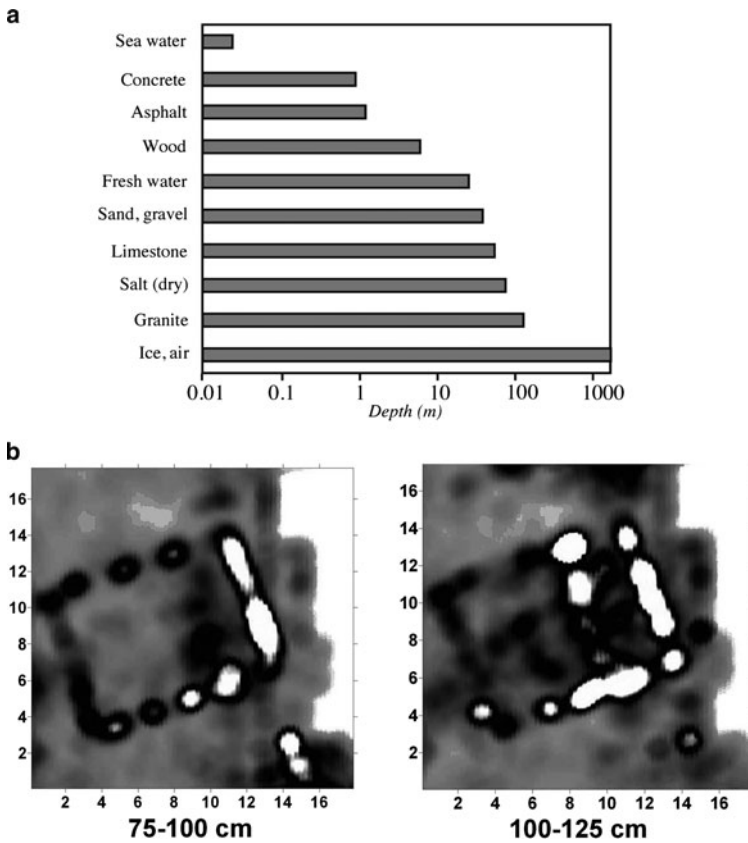 a
Sea water
Concrete
Asphalt
Wood
Fresh water
Sand, gravel
Limestone
Salt (dry)
Granite
Ice, air
0.01 0.1 1 10 100 1000
Depth (m)
b
16
14
12
10
8
6
4
2
2 4 6 8 10 12 14 16
75-100 cm
16
14
12
10
8
6
4
2
2 4 6 8 10 12 14 16
100-125 cm